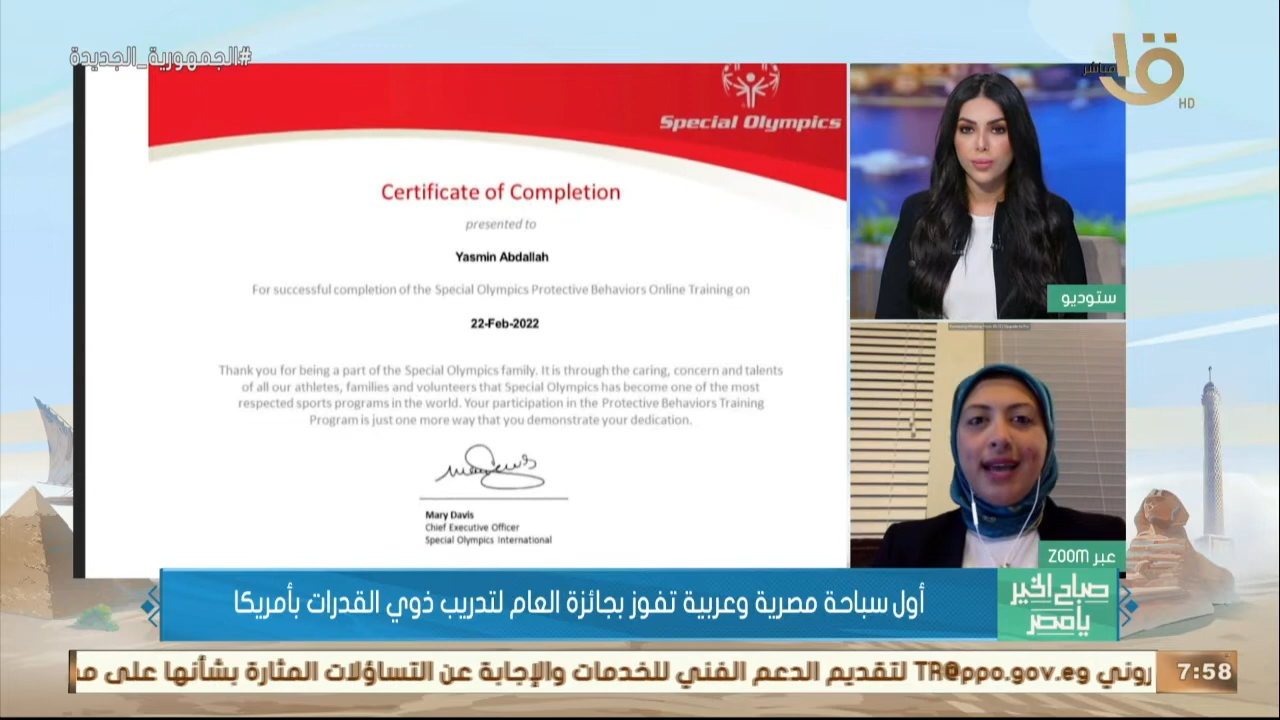 #الجمهورية_الجديدة
مباشر
HD
Special Olympics
Certificate of Completion
presented to
Yasmin Abdallah
For successful completion of the Special Olympics Protective Behaviors Online Training on
22-Feb-2022
Thank you for being a part of the Special Olympics family. It is through the caring, concern and talents
of all our athletes, families and volunteers that Special Olympics has become one of the most
respected sports programs in the world. Your participation in the Protective Behaviors Training
Program is just one more way that you demonstrate your dedication.
Mary Davis
Chief Executive Officer
Special Olympics International
ستوديو
عبر zoom
صباح الخير
يا مصر
أول سباحة مصرية وعربية تفوز بجائزة العام لتدريب ذوي القدرات بأمريكا
روني TR@ppo.gov.eg لتقديم الدعم الفني للخدمات والإجابة عن التساؤلات المثارة بشأنها على مد
7:58